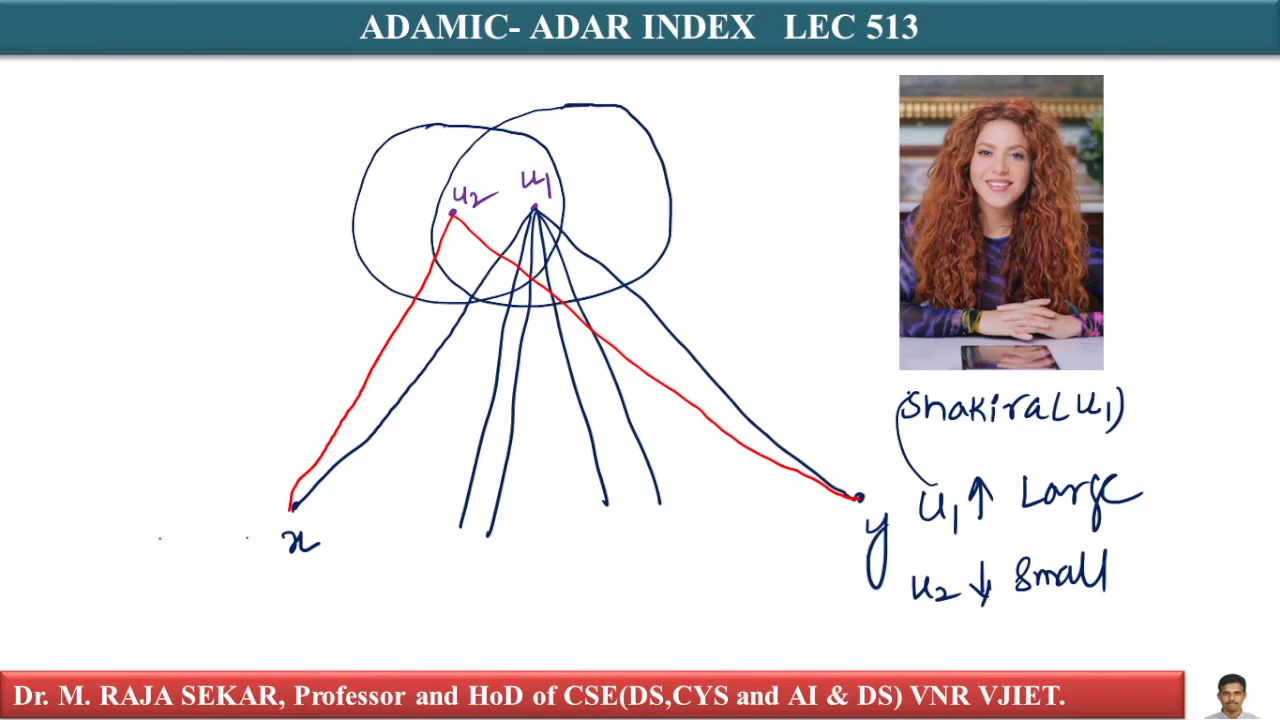 ADAMIC- ADAR INDEX LEC 513
u2
u1
Shakira(u1)
u1↑ Large
x
y
u2↓ Small
Dr. M. RAJA SEKAR, Professor and HoD of CSE(DS,CYS and AI & DS) VNR VJIET.